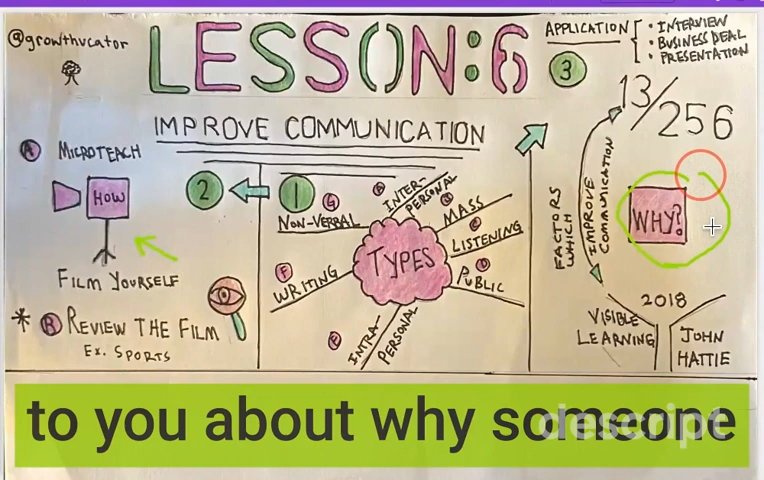 @growthucator
LESSON:6
IMPROVE COMMUNICATION
A MICROTEACH
HOW
FILM YOURSELF
* B REVIEW THE FILM
EX. SPORTS
2
1
TYPES
INTER-
PERSONAL
MASS
LISTENING
PUBLIC
INTRA-
PERSONAL
WRITING
NON-VERBAL
G
F
E
D
C
APPLICATION
• INTERVIEW
• BUSINESS DEAL
• PRESENTATION
3
13/256
FACTORS
WHICH
IMPROVE
COMMUNICATION
WHY?
2018
VISIBLE
LEARNING
JOHN
HATTIE
to you about why someone
descript